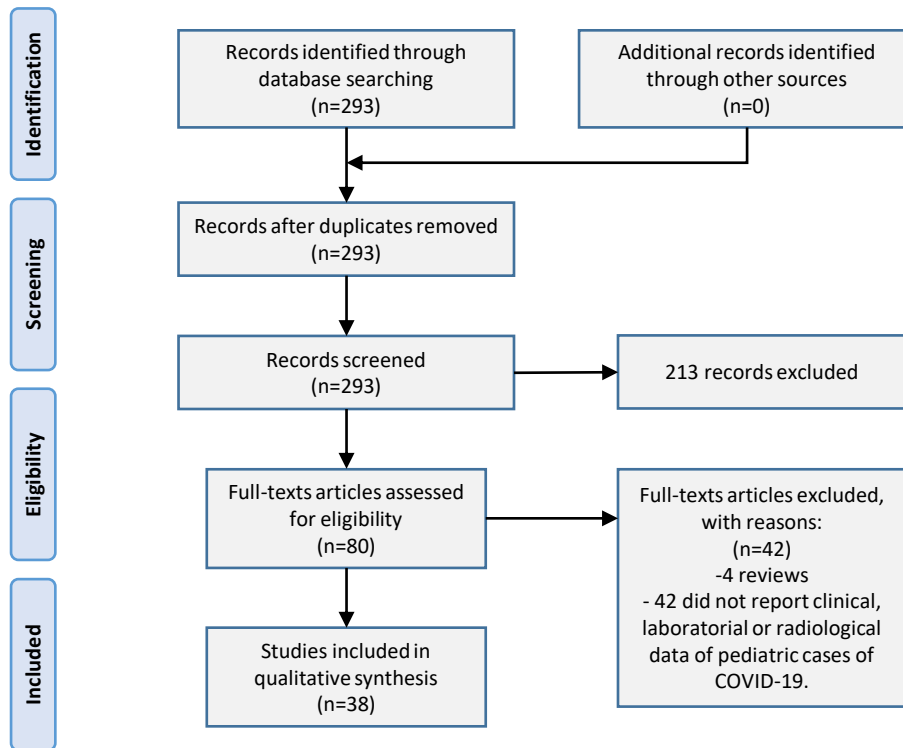 Identification
Records identified through
database searching
(n=293)
Additional records identified
through other sources
(n=0)
Screening
Records after duplicates removed
(n=293)
Records screened
(n=293)
213 records excluded
Eligibility
Full-texts articles assessed
for eligibility
(n=80)
Full-texts articles excluded,
with reasons:
(n=42)
-4 reviews
- 42 did not report clinical,
laboratorial or radiological
data of pediatric cases of
COVID-19.
Included
Studies included in
qualitative synthesis
(n=38)